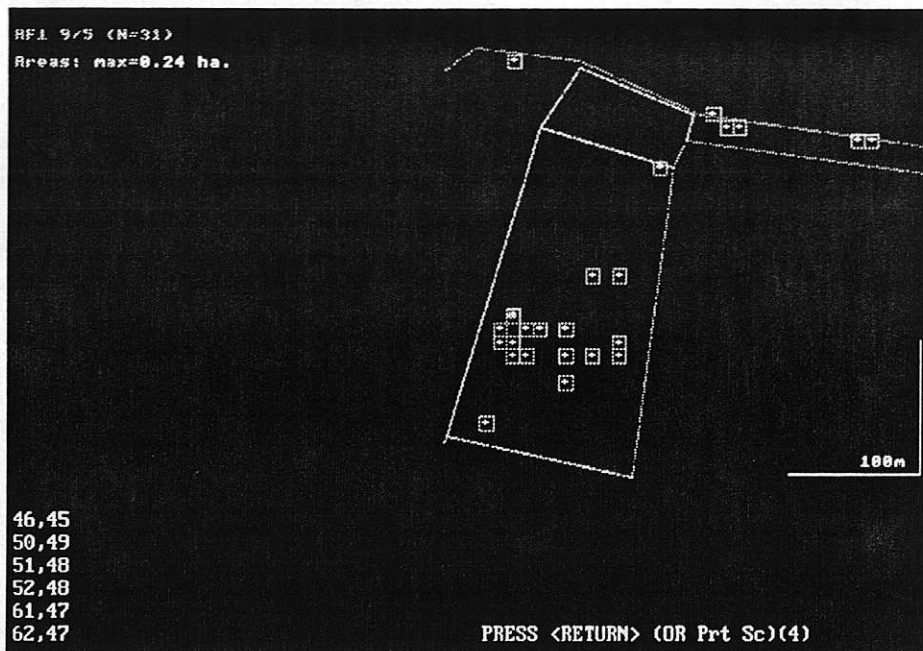 RF1 9/5 (N=31)
Areas: max=0.24 ha.
100m
46,45
50,49
51,48
52,48
61,47
62,47
PRESS <RETURN> (OR Prt Sc)(4)